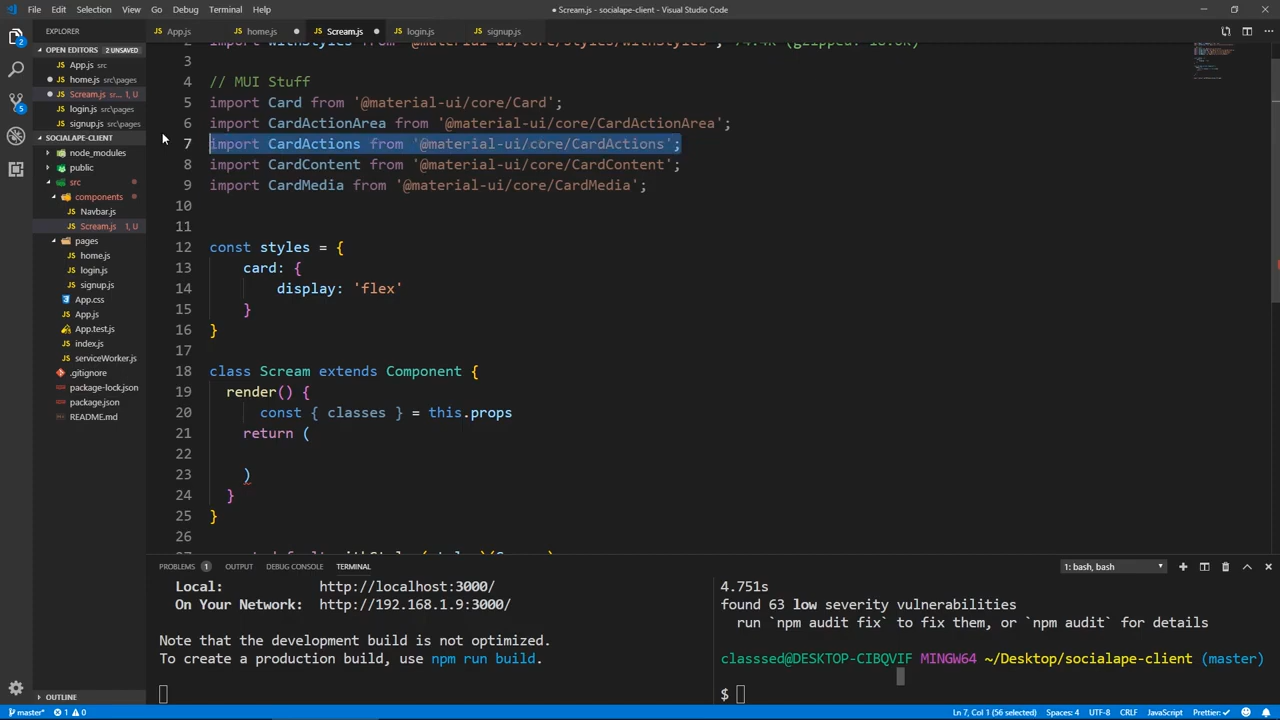 File Edit Selection View Go Debug Terminal Help
● Scream.js - socialape-client - Visual Studio Code
EXPLORER
OPEN EDITORS 2 UNSAVED
App.js src
home.js src\pages
Scream.js src\... 1, U
login.js src\pages
signup.js src\pages
SOCIALAPE-CLIENT
node_modules
public
src
components
Navbar.js
Scream.js 1, U
pages
home.js
login.js
signup.js
App.css
App.js
App.test.js
index.js
serviceWorker.js
.gitignore
package-lock.json
package.json
README.md
OUTLINE
App.js home.js Scream.js login.js signup.js
3
4 // MUI Stuff
5 import Card from '@material-ui/core/Card';
6 import CardActionArea from '@material-ui/core/CardActionArea';
7 import CardActions from '@material-ui/core/CardActions';
8 import CardContent from '@material-ui/core/CardContent';
9 import CardMedia from '@material-ui/core/CardMedia';
10
11
12 const styles = {
13 card: {
14 display: 'flex'
15 }
16 }
17
18 class Scream extends Component {
19 render() {
20 const { classes } = this.props
21 return (
22
23 )
24 }
25 }
26
PROBLEMS 1 OUTPUT DEBUG CONSOLE TERMINAL 1: bash, bash
Local: http://localhost:3000/
On Your Network: http://192.168.1.9:3000/
Note that the development build is not optimized.
To create a production build, use npm run build.
4.751s
found 63 low severity vulnerabilities
run `npm audit fix` to fix them, or `npm audit` for details
classsed@DESKTOP-CIBQVIF MINGW64 ~/Desktop/socialape-client (master)
$
master* 1 0 Ln 7, Col 1 (56 selected) Spaces: 4 UTF-8 CRLF JavaScript Prettier: ✓